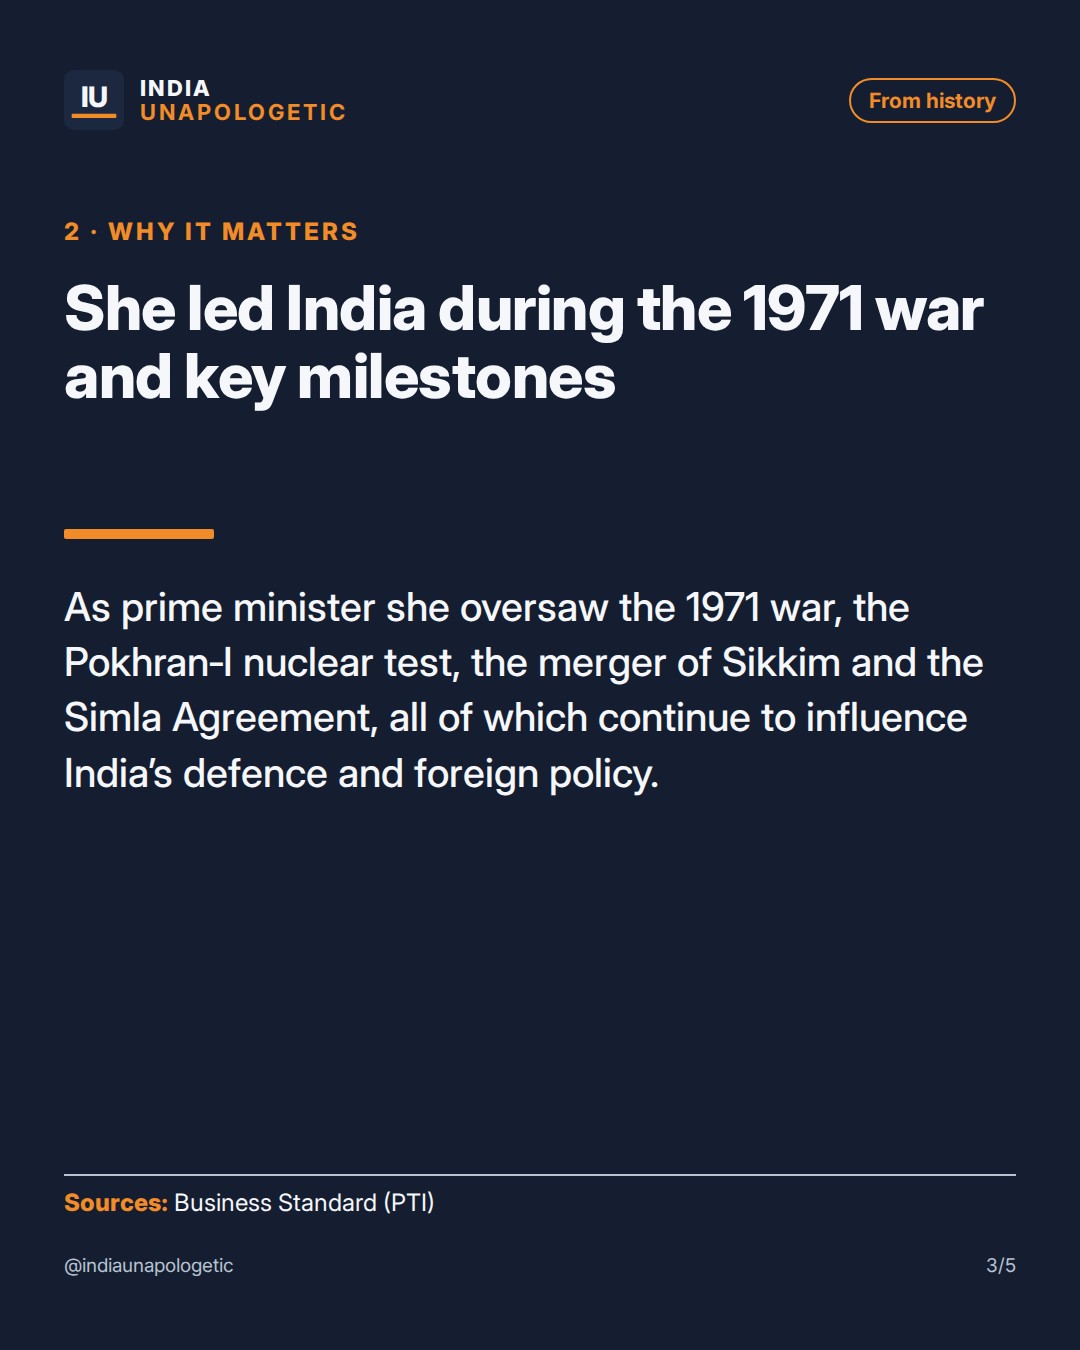 IU
INDIA
UNAPOLOGETIC
From history
2 · WHY IT MATTERS
She led India during the 1971 war
and key milestones
As prime minister she oversaw the 1971 war, the
Pokhran-I nuclear test, the merger of Sikkim and the
Simla Agreement, all of which continue to influence
India’s defence and foreign policy.
Sources: Business Standard (PTI)
@indiaunapologetic
3/5